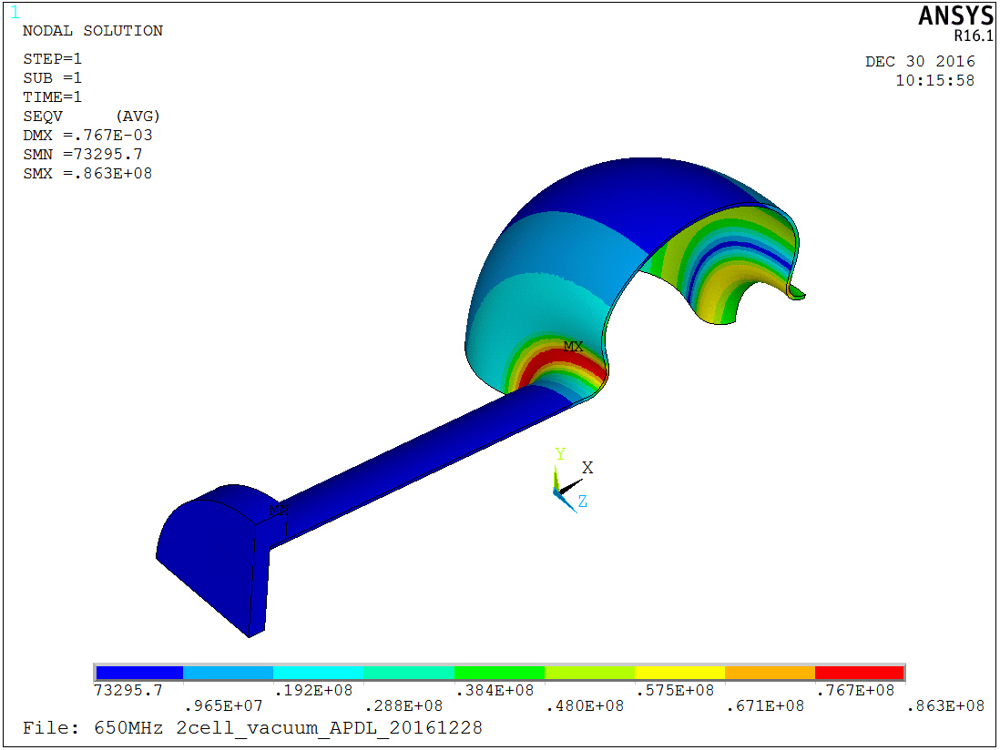 1
ANSYS
R16.1
NODAL SOLUTION
STEP=1
SUB =1
TIME=1
SEQV (AVG)
DMX =.767E-03
SMN =73295.7
SMX =.863E+08
DEC 30 2016
10:15:58
MX
MN
Y
X
Z
73295.7 .192E+08 .384E+08 .575E+08 .767E+08
.965E+07 .288E+08 .480E+08 .671E+08 .863E+08
File: 650MHz 2cell_vacuum_APDL_20161228